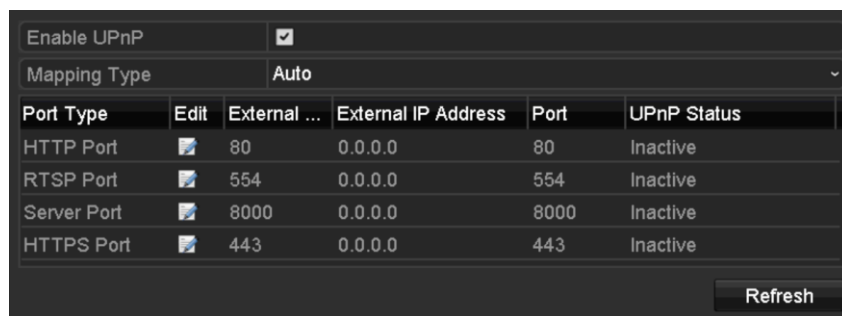 Enable UPnP
Mapping Type Auto
Port Type Edit External ... External IP Address Port UPnP Status
HTTP Port 80 0.0.0.0 80 Inactive
RTSP Port 554 0.0.0.0 554 Inactive
Server Port 8000 0.0.0.0 8000 Inactive
HTTPS Port 443 0.0.0.0 443 Inactive
Refresh